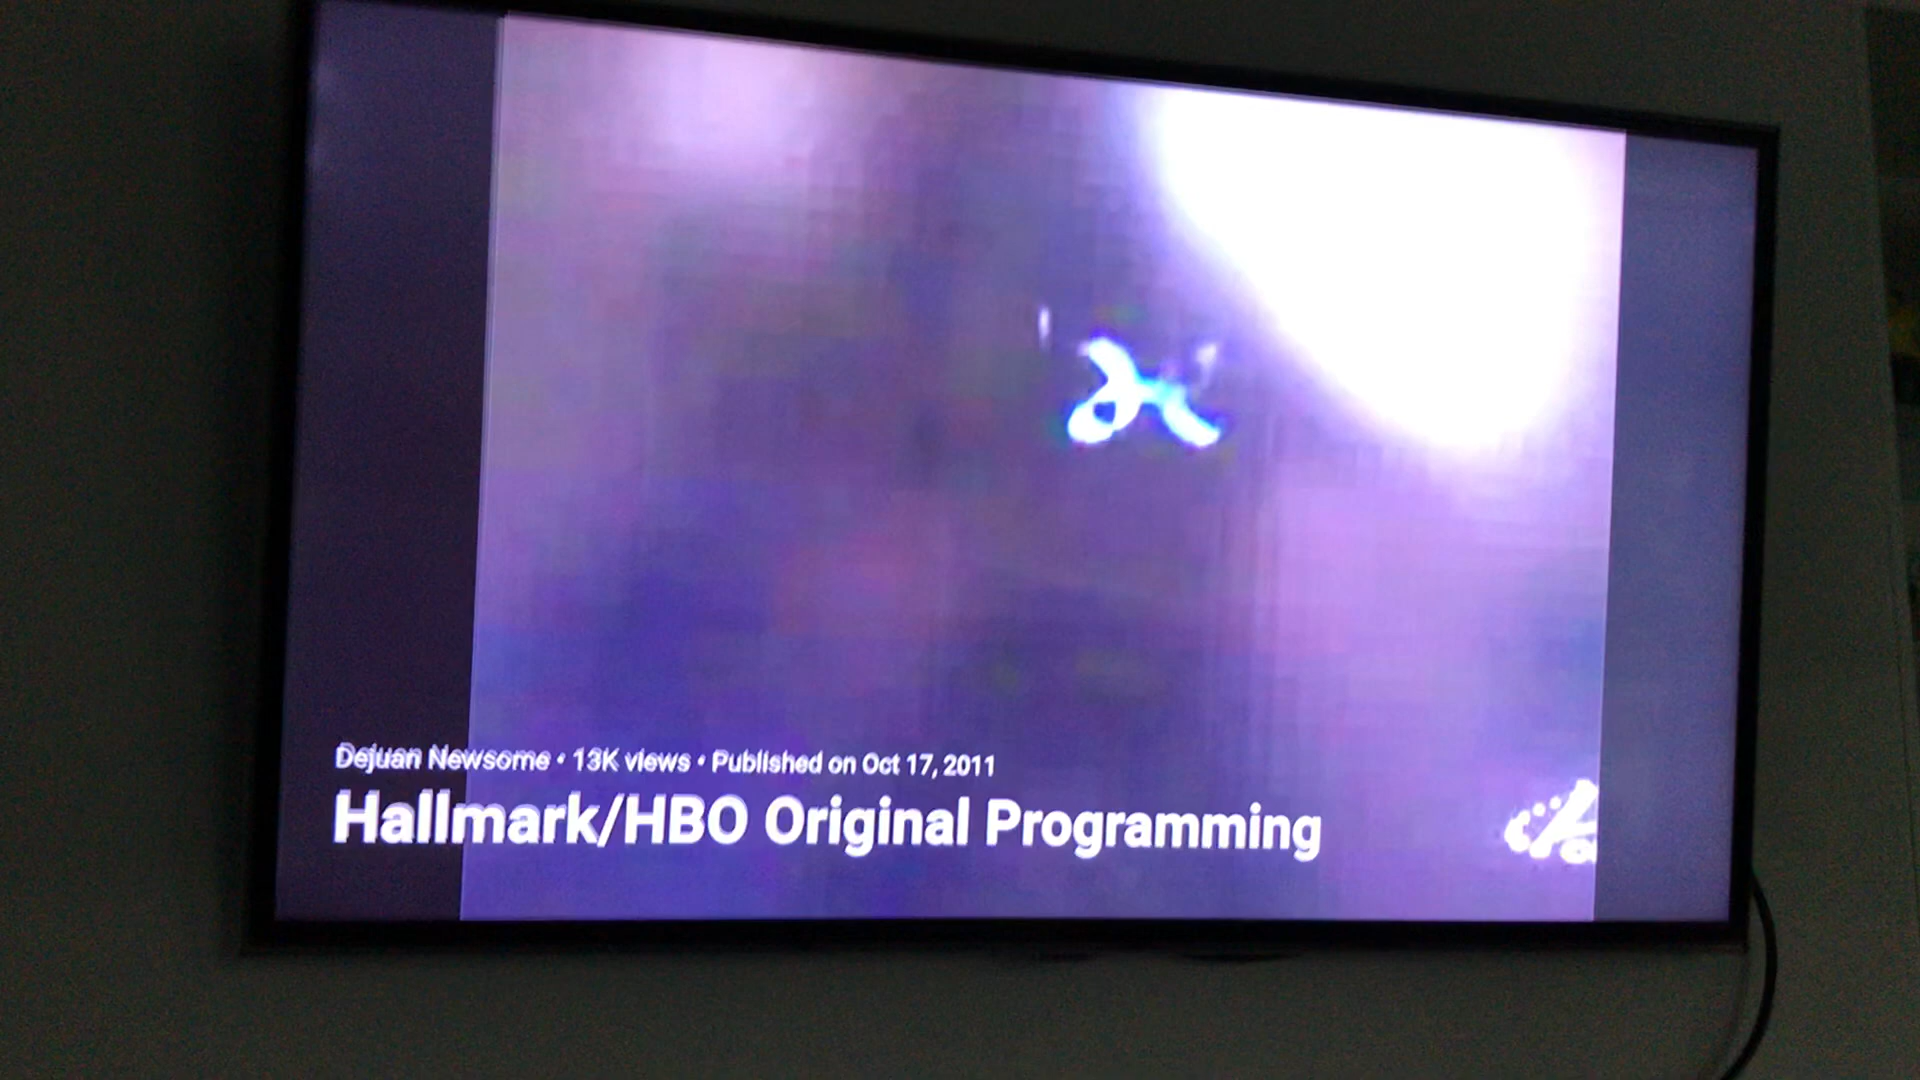 Dejuan Newsome • 13K views • Published on Oct 17, 2011
Hallmark/HBO Original Programming